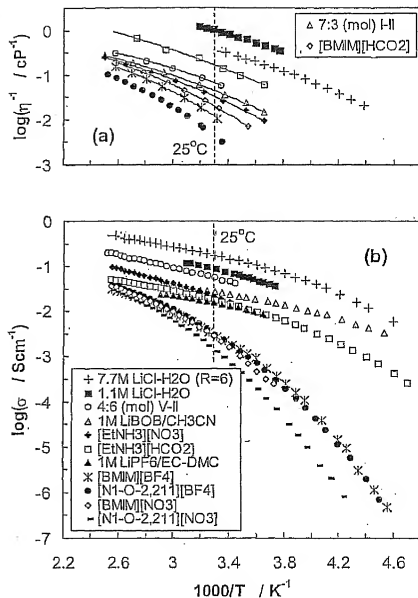 △ 7:3 (mol) I-II
◇ [BMIM][HCO2]
log(η⁻¹ / cP⁻¹)
1
0
-1
-2
-3
(a)
25°C
25°C
(b)
log(σ / Scm⁻¹)
0
-1
-2
-3
-4
-5
-6
-7
+ 7.7M LiCl-H2O (R=6)
■ 1.1M LiCl-H2O
○ 4:6 (mol) V-II
△ 1M LiBOB/CH3CN
◆ [EtNH3][NO3]
□ [EtNH3][HCO2]
▲ 1M LiPF6/EC-DMC
✳ [BMIM][BF4]
● [N1-O-2,211][BF4]
◇ [BMIM][NO3]
- [N1-O-2,211][NO3]
2.2 2.6 3.0 3.4 3.8 4.2 4.6
1000/T / K⁻¹